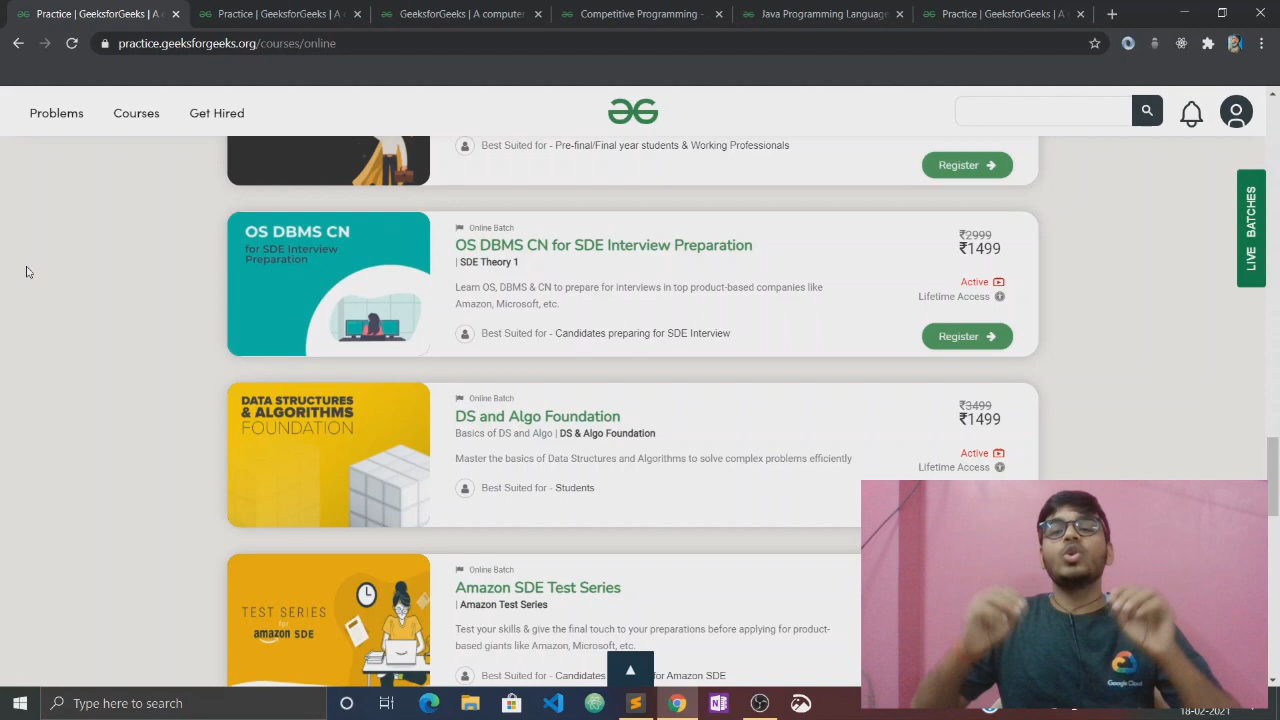 Practice | GeeksforGeeks | A c
Practice | GeeksforGeeks | A c
GeeksforGeeks | A computer
Competitive Programming -
Java Programming Language
Practice | GeeksforGeeks | A c
practice.geeksforgeeks.org/courses/online
Problems
Courses
Get Hired
LIVE BATCHES
Best Suited for - Pre-final/Final year students & Working Professionals
Register
OS DBMS CN
for SDE Interview
Preparation
Online Batch
OS DBMS CN for SDE Interview Preparation
| SDE Theory 1
Learn OS, DBMS & CN to prepare for interviews in top product-based companies like
Amazon, Microsoft, etc.
Best Suited for - Candidates preparing for SDE Interview
₹2999
₹1499
Active
Lifetime Access
Register
DATA STRUCTURES
& ALGORITHMS
FOUNDATION
Online Batch
DS and Algo Foundation
Basics of DS and Algo | DS & Algo Foundation
Master the basics of Data Structures and Algorithms to solve complex problems efficiently
Best Suited for - Students
₹3499
₹1499
Active
Lifetime Access
TEST SERIES
for
amazon SDE
Online Batch
Amazon SDE Test Series
| Amazon Test Series
Test your skills & give the final touch to your preparations before applying for product-
based giants like Amazon, Microsoft, etc.
Best Suited for - Candidates for Amazon SDE
Google Cloud
Type here to search
18-02-2021